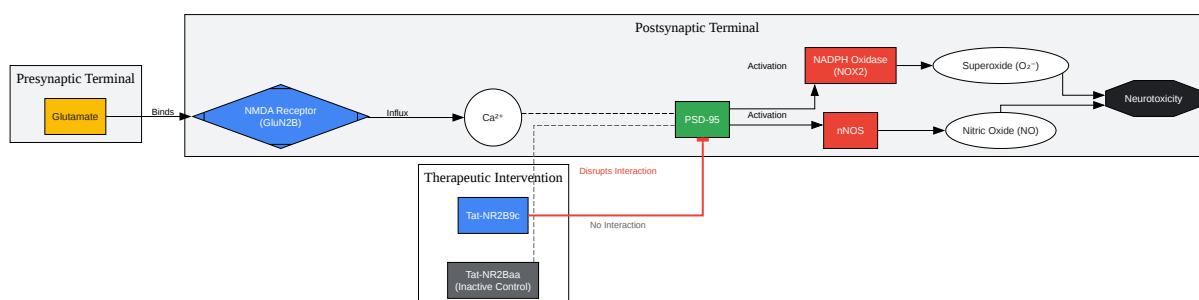 Postsynaptic Terminal
Presynaptic Terminal
Glutamate
Binds
NMDA Receptor
(GluN2B)
Influx
Ca²⁺
PSD-95
Activation
Activation
NADPH Oxidase
(NOX2)
nNOS
Superoxide (O₂⁻)
Nitric Oxide (NO)
Neurotoxicity
Therapeutic Intervention
Disrupts Interaction
Tat-NR2B9c
No Interaction
Tat-NR2Baa
(Inactive Control)